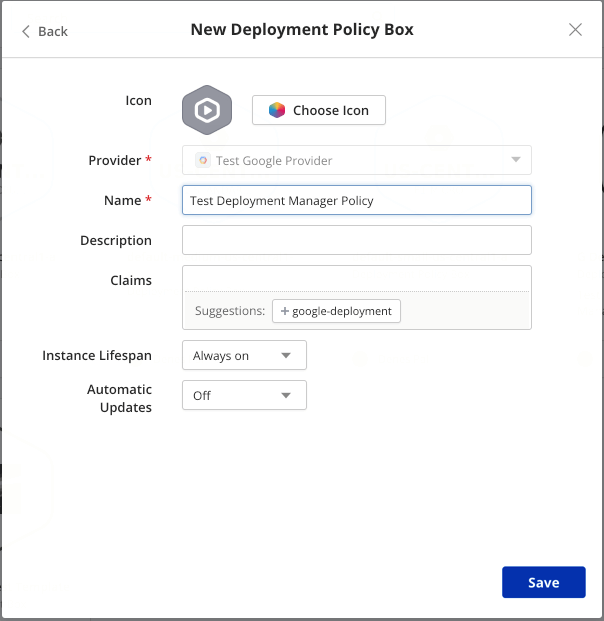 Back
New Deployment Policy Box
Icon
Choose Icon
Provider *
Test Google Provider
Name *
Test Deployment Manager Policy
Description
Claims
Suggestions: + google-deployment
Instance Lifespan
Always on
Automatic
Updates
Off
Save